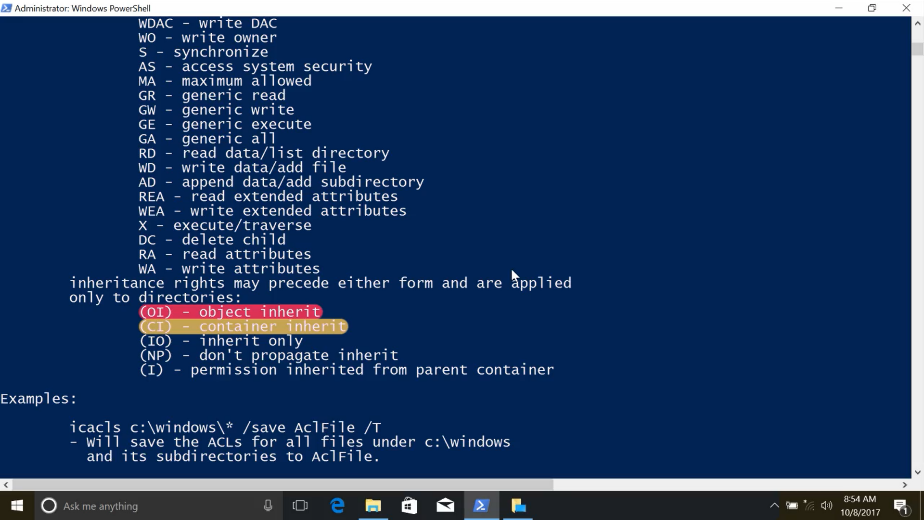 Administrator: Windows PowerShell
WDAC - write DAC
WO - write owner
S - synchronize
AS - access system security
MA - maximum allowed
GR - generic read
GW - generic write
GE - generic execute
GA - generic all
RD - read data/list directory
WD - write data/add file
AD - append data/add subdirectory
REA - read extended attributes
WEA - write extended attributes
X - execute/traverse
DC - delete child
RA - read attributes
WA - write attributes
inheritance rights may precede either form and are applied
only to directories:
(OI) - object inherit
(CI) - container inherit
(IO) - inherit only
(NP) - don't propagate inherit
(I) - permission inherited from parent container
Examples:
icacls c:\windows\* /save AclFile /T
- Will save the ACLs for all files under c:\windows
and its subdirectories to AclFile.
Ask me anything
8:54 AM
10/8/2017
1